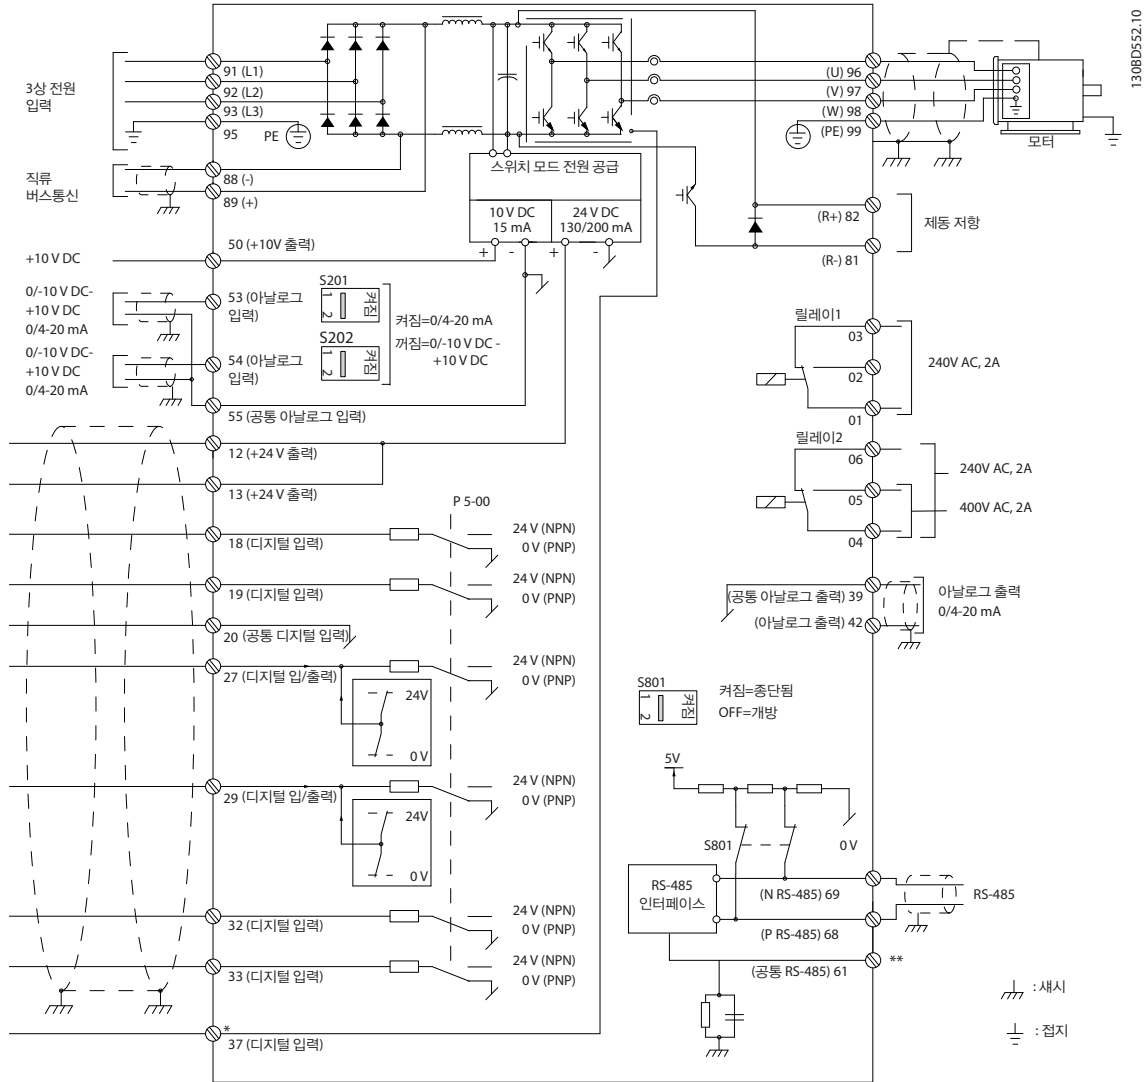 130BD552.10
3상 전원
입력
91 (L1)
92 (L2)
93 (L3)
95
PE
직류
버스통신
88 (-)
89 (+)
스위치 모드 전원 공급
10 V DC
15 mA
24 V DC
130/200 mA
+ - + -
(U) 96
(V) 97
(W) 98
(PE) 99
모터
(R+) 82
제동 저항
(R-) 81
+10 V DC
50 (+10V 출력)
0/-10 V DC-
+10 V DC
0/4-20 mA
53 (아날로그
입력)
S201
1
2
켜짐
0/-10 V DC-
+10 V DC
0/4-20 mA
54 (아날로그
입력)
S202
1
2
켜짐
켜짐=0/4-20 mA
꺼짐=0/-10 V DC -
+10 V DC
55 (공통 아날로그 입력)
12 (+24 V 출력)
13 (+24 V 출력)
P 5-00
18 (디지털 입력)
24 V (NPN)
0 V (PNP)
19 (디지털 입력)
24 V (NPN)
0 V (PNP)
20 (공통 디지털 입력)
27 (디지털 입/출력)
24 V (NPN)
0 V (PNP)
24V
0 V
29 (디지털 입/출력)
24 V (NPN)
0 V (PNP)
24V
0 V
32 (디지털 입력)
24 V (NPN)
0 V (PNP)
33 (디지털 입력)
24 V (NPN)
0 V (PNP)
*
37 (디지털 입력)
릴레이1
03
02
01
240V AC, 2A
릴레이2
06
05
04
240V AC, 2A
400V AC, 2A
(공통 아날로그 출력) 39
(아날로그 출력) 42
아날로그 출력
0/4-20 mA
S801
1
2
켜짐
켜짐=종단됨
OFF=개방
5V
S801
0 V
RS-485
인터페이스
(N RS-485) 69
RS-485
(P RS-485) 68
(공통 RS-485) 61
**
: 섀시
: 접지